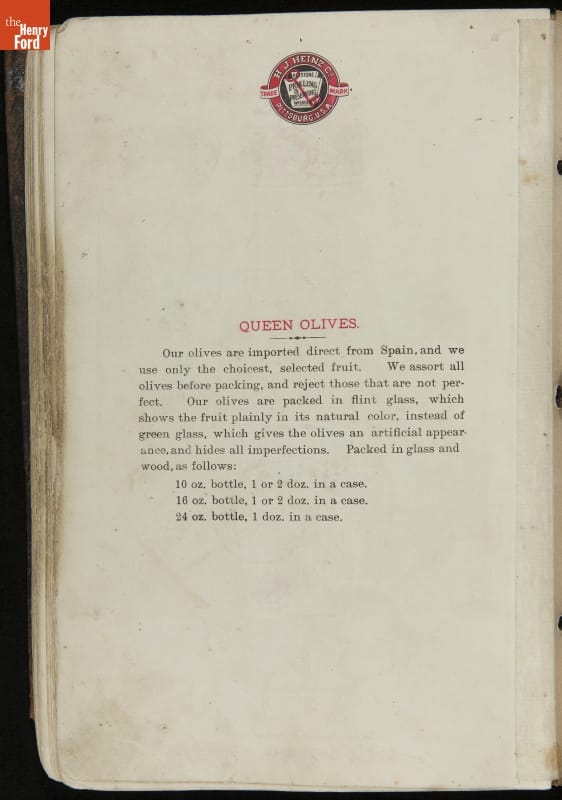 the
Henry
Ford
H. J. HEINZ CO.
TRADE MARK
PITTSBURG, U.S.A.
QUEEN OLIVES.
Our olives are imported direct from Spain, and we
use only the choicest, selected fruit. We assort all
olives before packing, and reject those that are not per-
fect. Our olives are packed in flint glass, which
shows the fruit plainly in its natural color, instead of
green glass, which gives the olives an artificial appear-
ance, and hides all imperfections. Packed in glass and
wood, as follows:
10 oz. bottle, 1 or 2 doz. in a case.
16 oz. bottle, 1 or 2 doz. in a case.
24 oz. bottle, 1 doz. in a case.